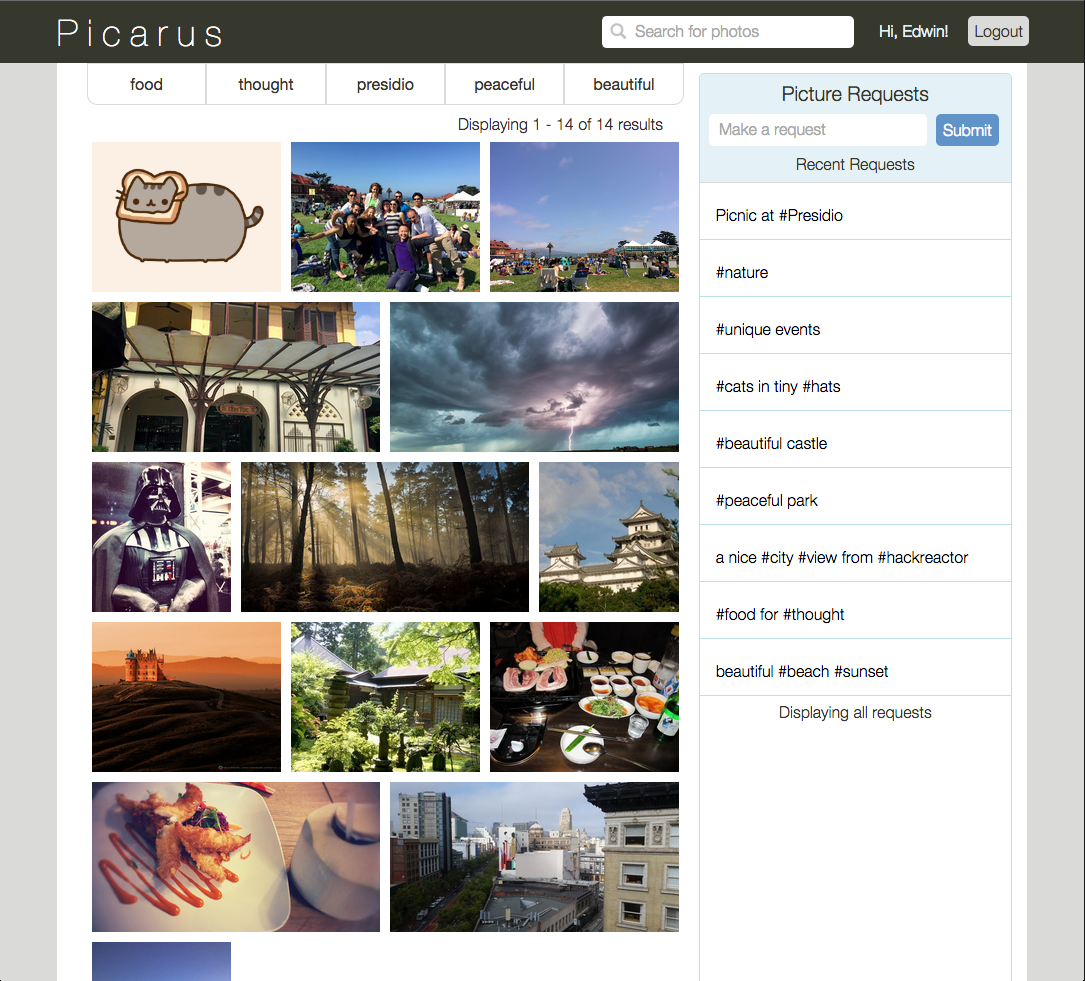 Picarus
Search for photos
Hi, Edwin!
Logout
food
thought
presidio
peaceful
beautiful
Displaying 1 - 14 of 14 results
Picture Requests
Make a request
Submit
Recent Requests
Picnic at #Presidio
#nature
#unique events
#cats in tiny #hats
#beautiful castle
#peaceful park
a nice #city #view from #hackreactor
#food for #thought
beautiful #beach #sunset
Displaying all requests